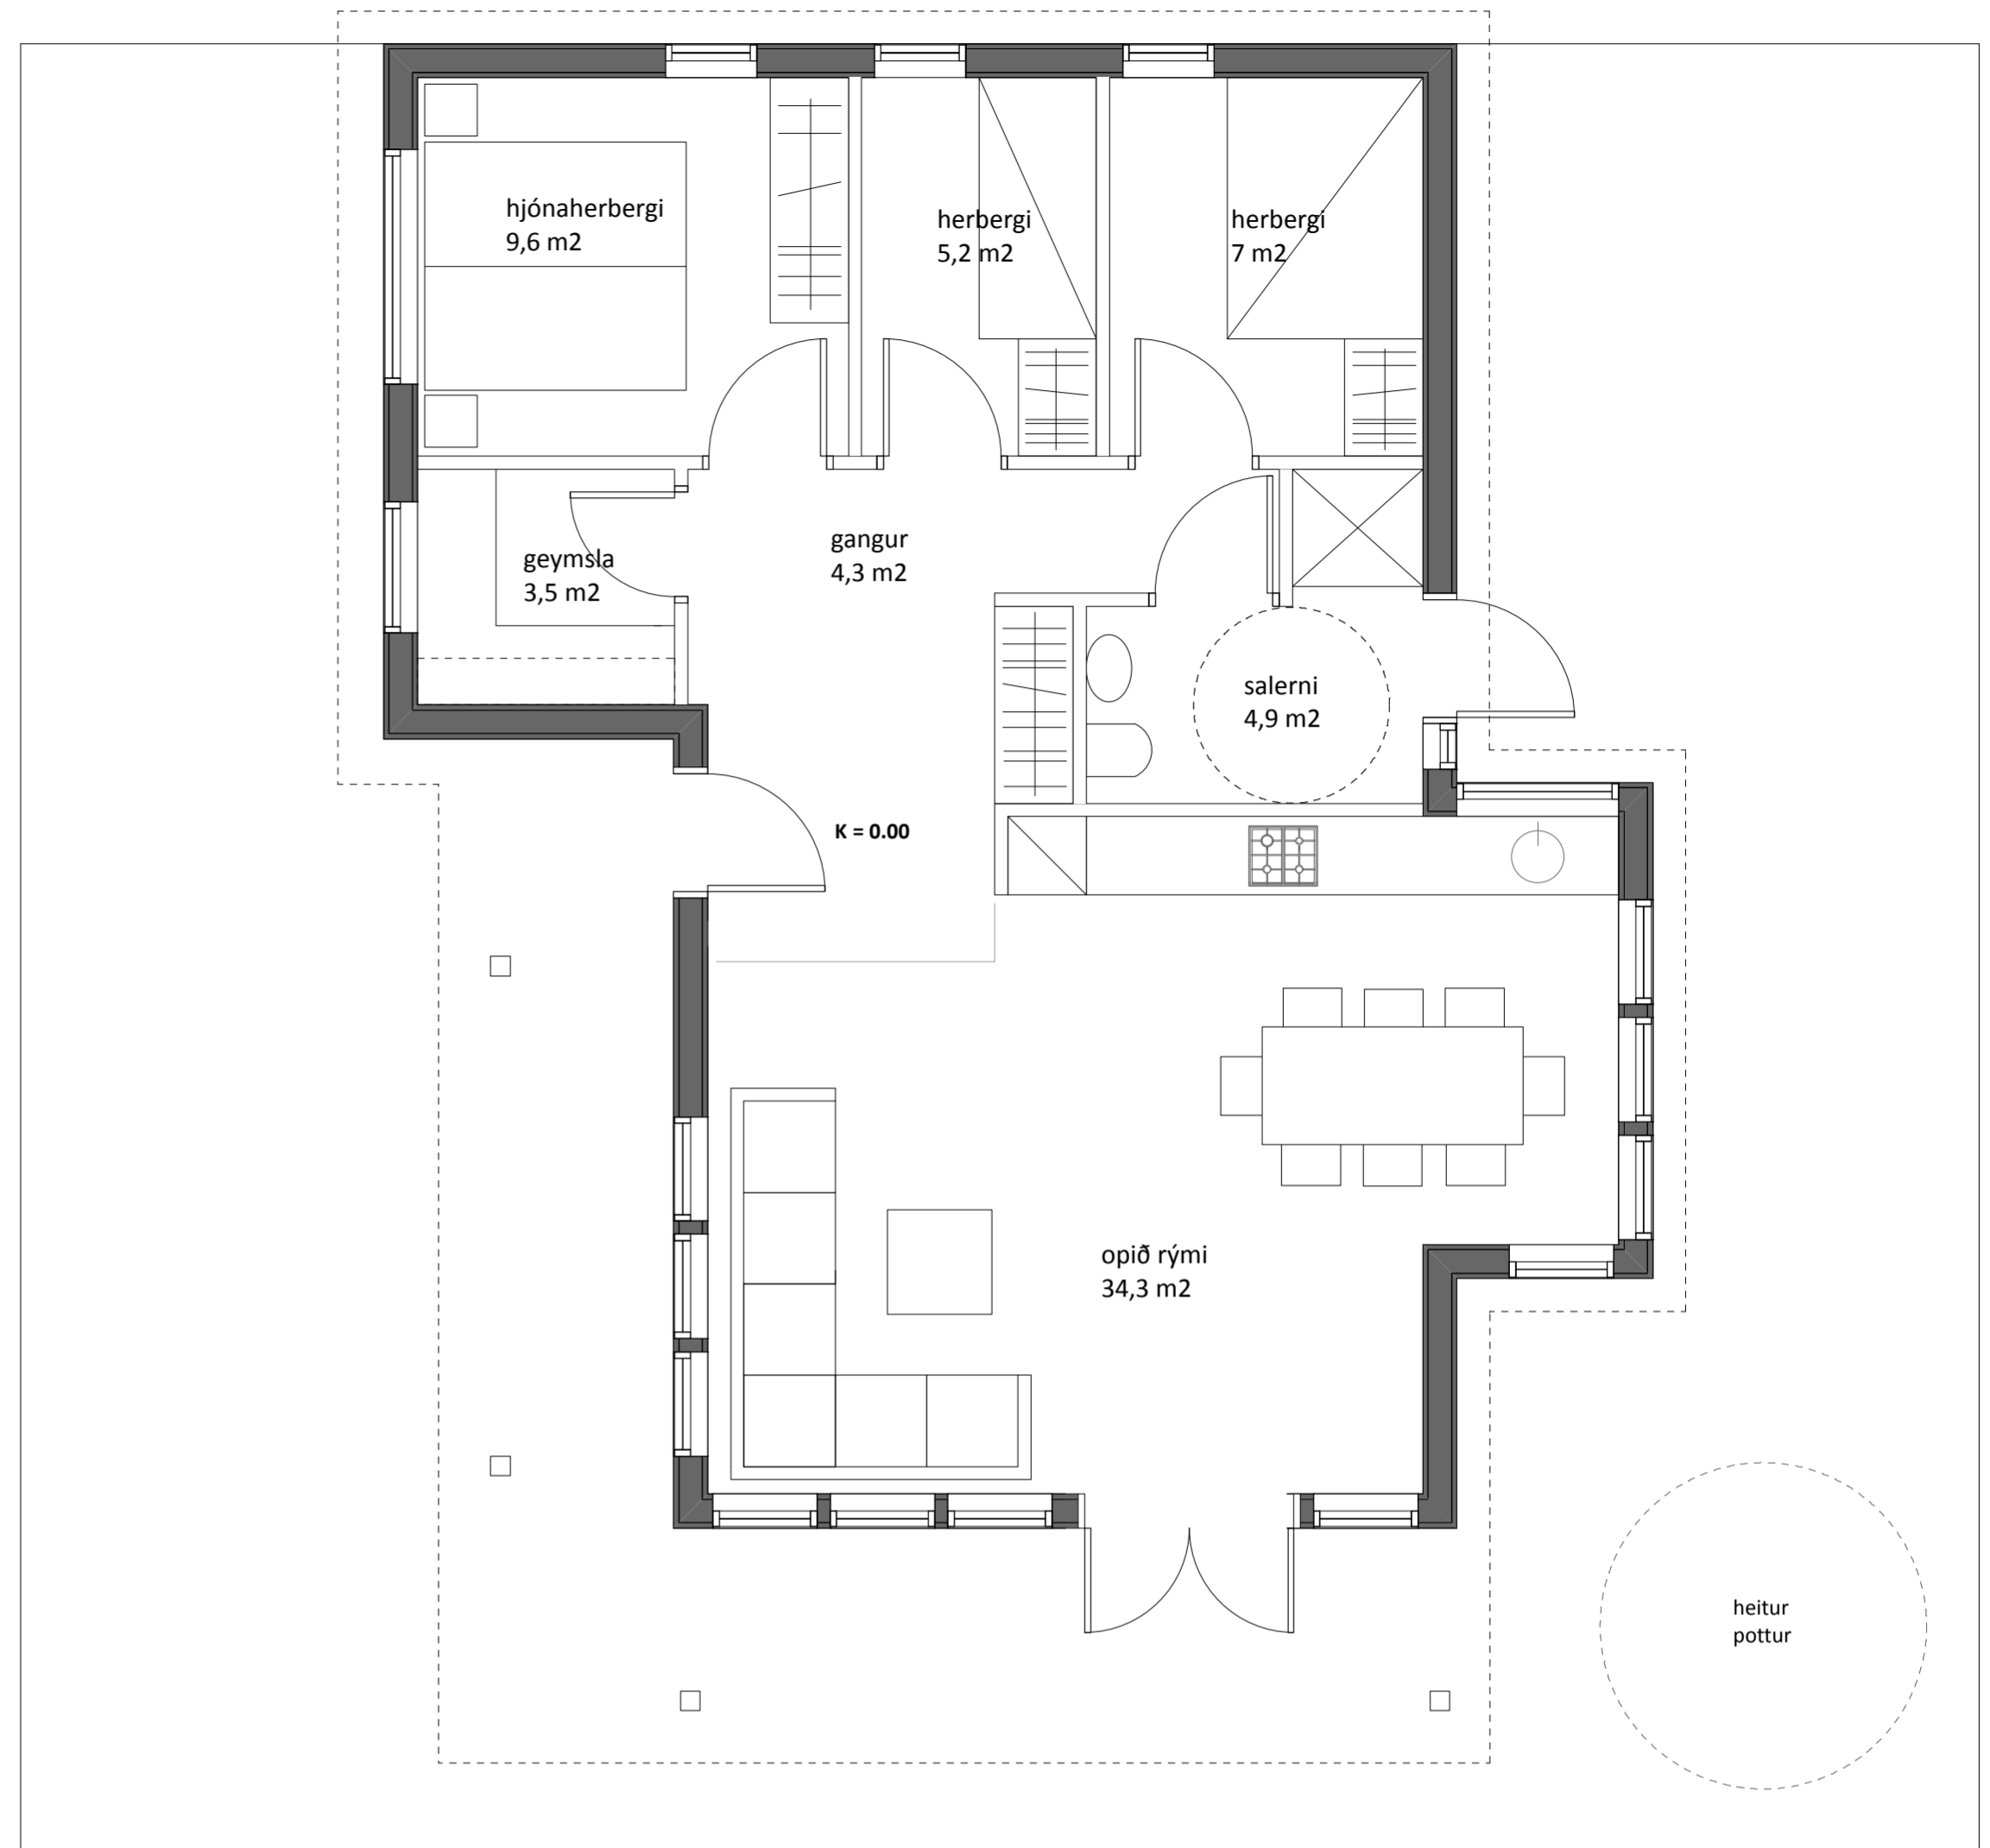 hjónaherbergi
9,6 m2
herbergi
5,2 m2
herbergi
7 m2
geymsla
3,5 m2
gangur
4,3 m2
salerni
4,9 m2
K = 0.00
opið rými
34,3 m2
heitur
pottur